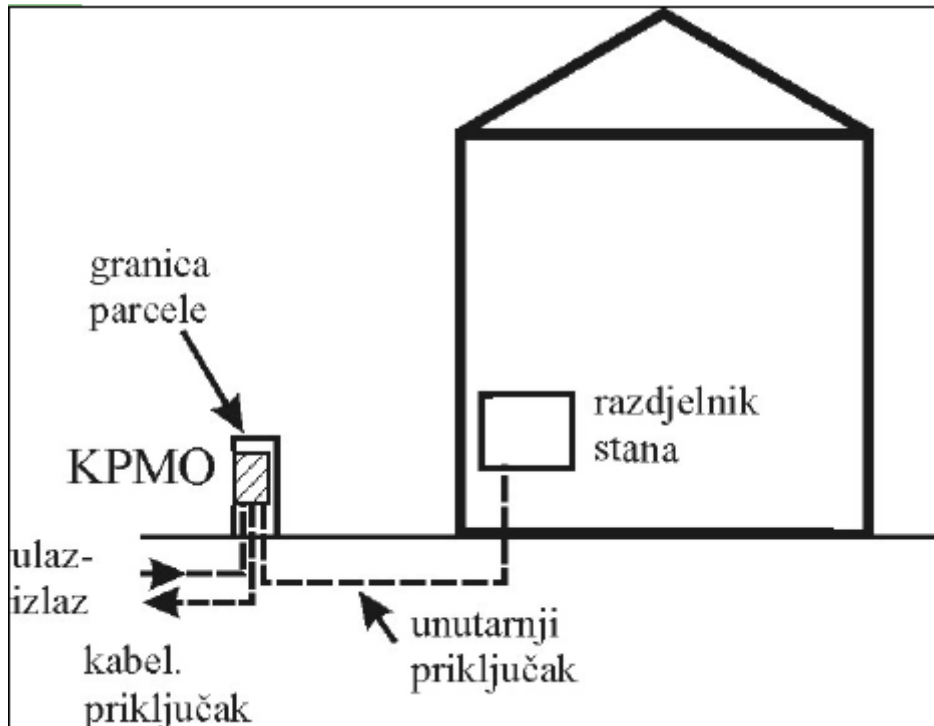 granica
parcele
KPMO
razdjelnik
stana
ulaz-
izlaz
unutarnji
priključak
kabel.
priključak